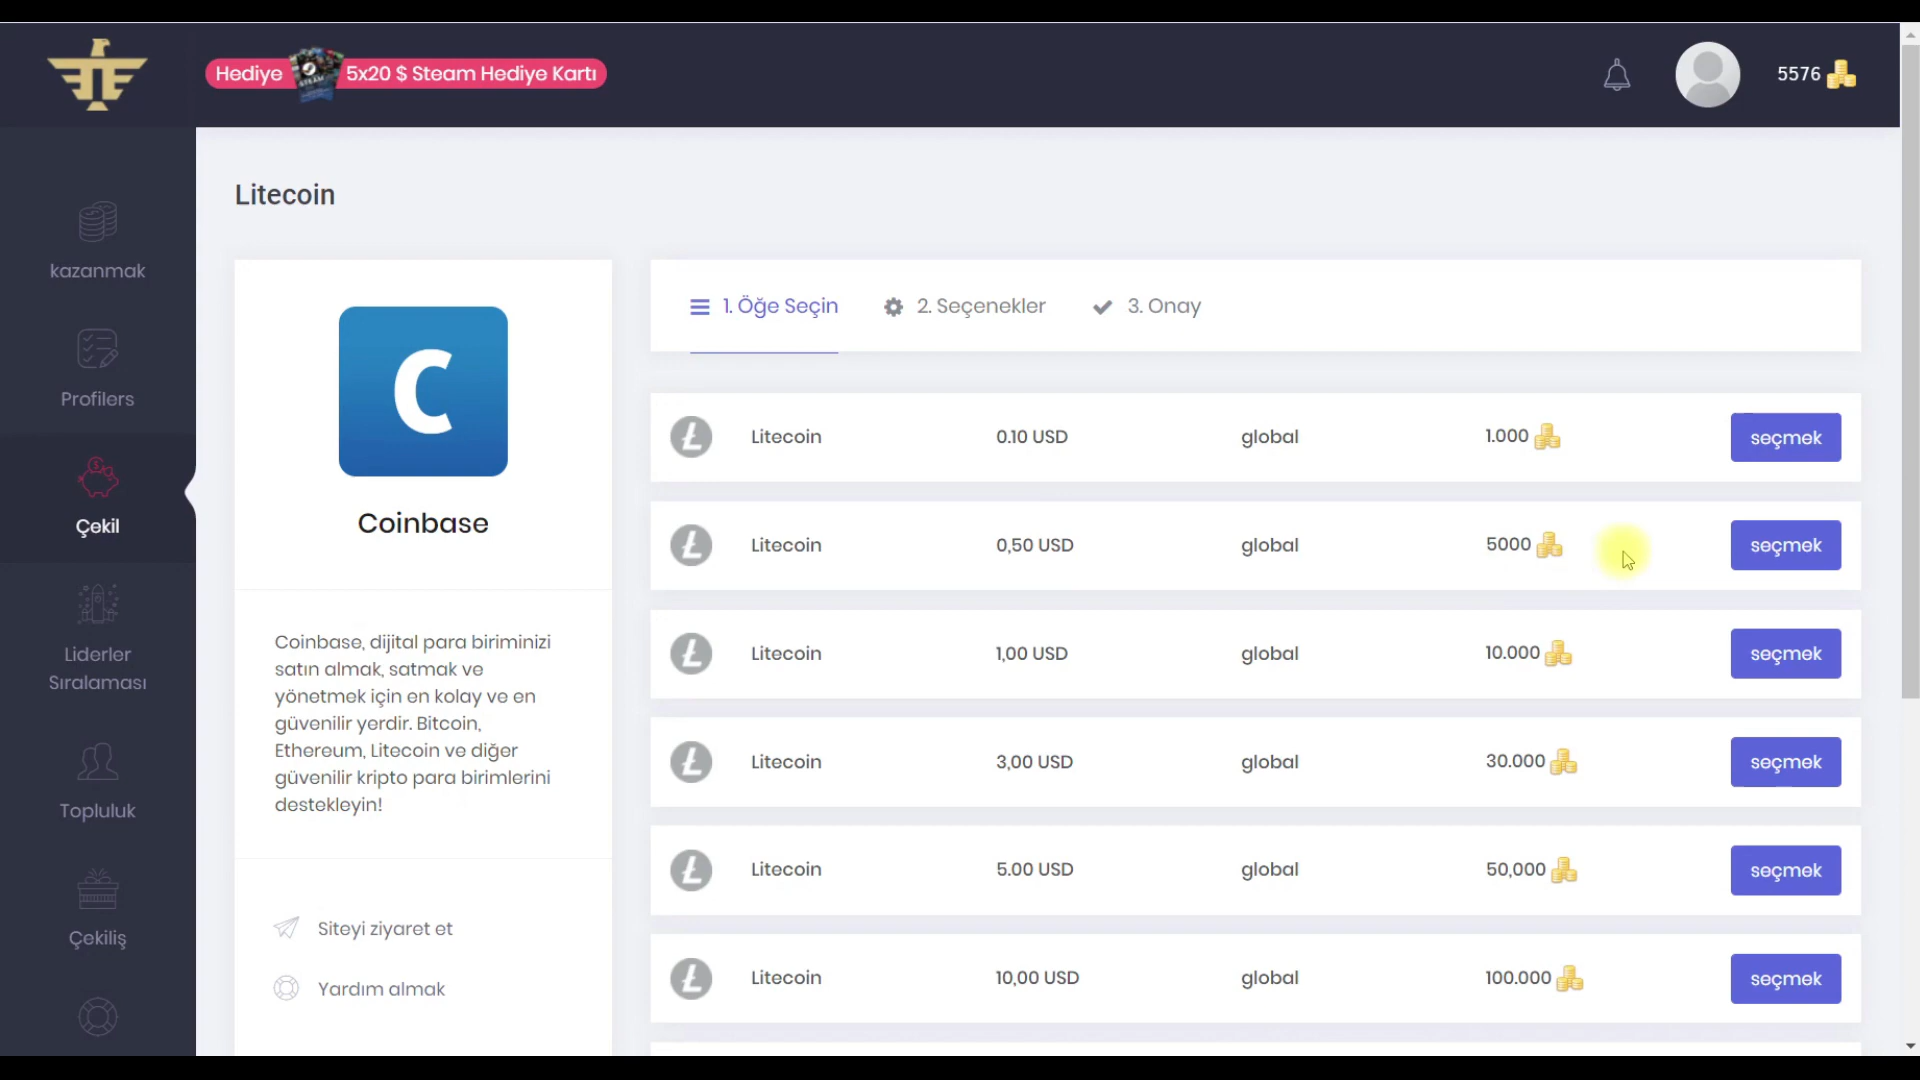 Hediye 5x20 $ Steam Hediye Kartı
5576
kazanmak
Profilers
Çekil
Liderler
Sıralaması
Topluluk
Çekiliş
Litecoin
C
Coinbase
Coinbase, dijital para biriminizi
satın almak, satmak ve
yönetmek için en kolay ve en
güvenilir yerdir. Bitcoin,
Ethereum, Litecoin ve diğer
güvenilir kripto para birimlerini
destekleyin!
Siteyi ziyaret et
Yardım almak
1. Öğe Seçin 2. Seçenekler 3. Onay
Litecoin 0.10 USD global 1.000 seçmek
Litecoin 0,50 USD global 5000 seçmek
Litecoin 1,00 USD global 10.000 seçmek
Litecoin 3,00 USD global 30.000 seçmek
Litecoin 5.00 USD global 50,000 seçmek
Litecoin 10,00 USD global 100.000 seçmek